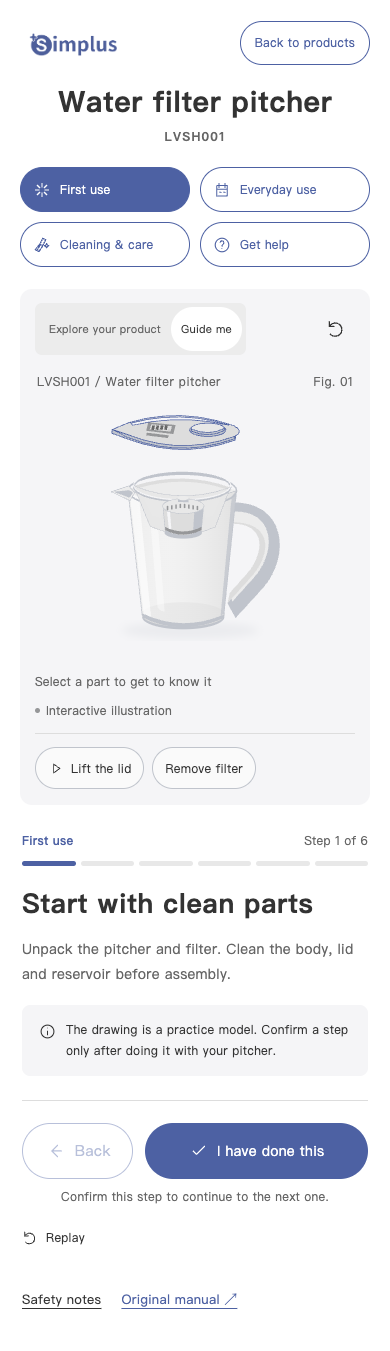 Simplus
Back to products
Water filter pitcher
LVSH001
First use
Everyday use
Cleaning & care
Get help
Explore your product
Guide me
LVSH001 / Water filter pitcher
Fig. 01
Select a part to get to know it
Interactive illustration
Lift the lid
Remove filter
First use
Step 1 of 6
Start with clean parts
Unpack the pitcher and filter. Clean the body, lid
and reservoir before assembly.
The drawing is a practice model. Confirm a step
only after doing it with your pitcher.
Back
I have done this
Confirm this step to continue to the next one.
Replay
Safety notes
Original manual